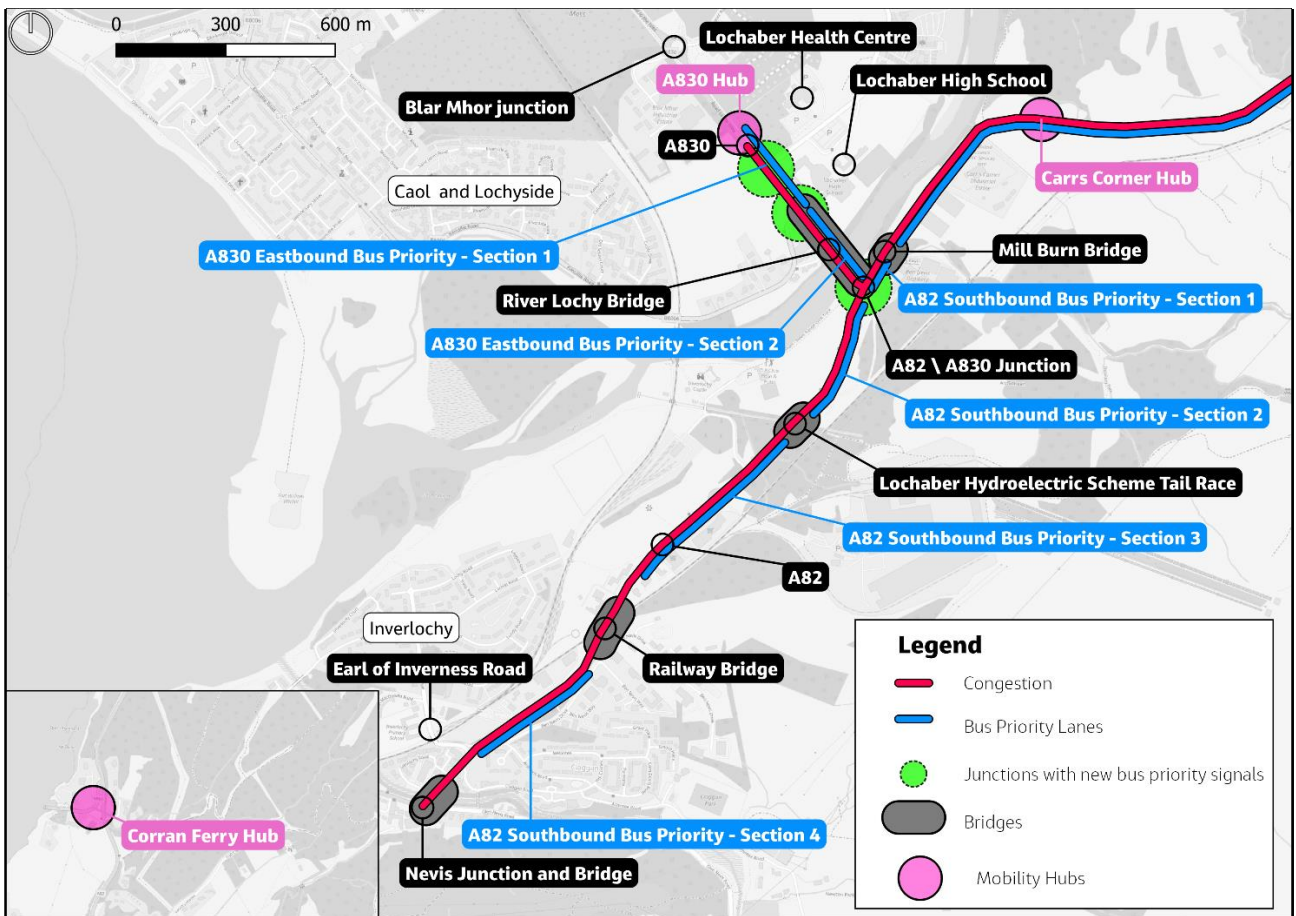 0 300 600 m
Lochaber Health Centre
A830 Hub
Lochaber High School
Blar Mhor junction
A830
Carrs Corner Hub
Caol and Lochyside
A830 Eastbound Bus Priority - Section 1
Mill Burn Bridge
River Lochy Bridge
A82 Southbound Bus Priority - Section 1
A830 Eastbound Bus Priority - Section 2
A82 \ A830 Junction
A82 Southbound Bus Priority - Section 2
Lochaber Hydroelectric Scheme Tail Race
A82 Southbound Bus Priority - Section 3
A82
Inverlochy
Earl of Inverness Road
Railway Bridge
Legend
Congestion
Bus Priority Lanes
Junctions with new bus priority signals
Bridges
Mobility Hubs
Corran Ferry Hub
A82 Southbound Bus Priority - Section 4
Nevis Junction and Bridge